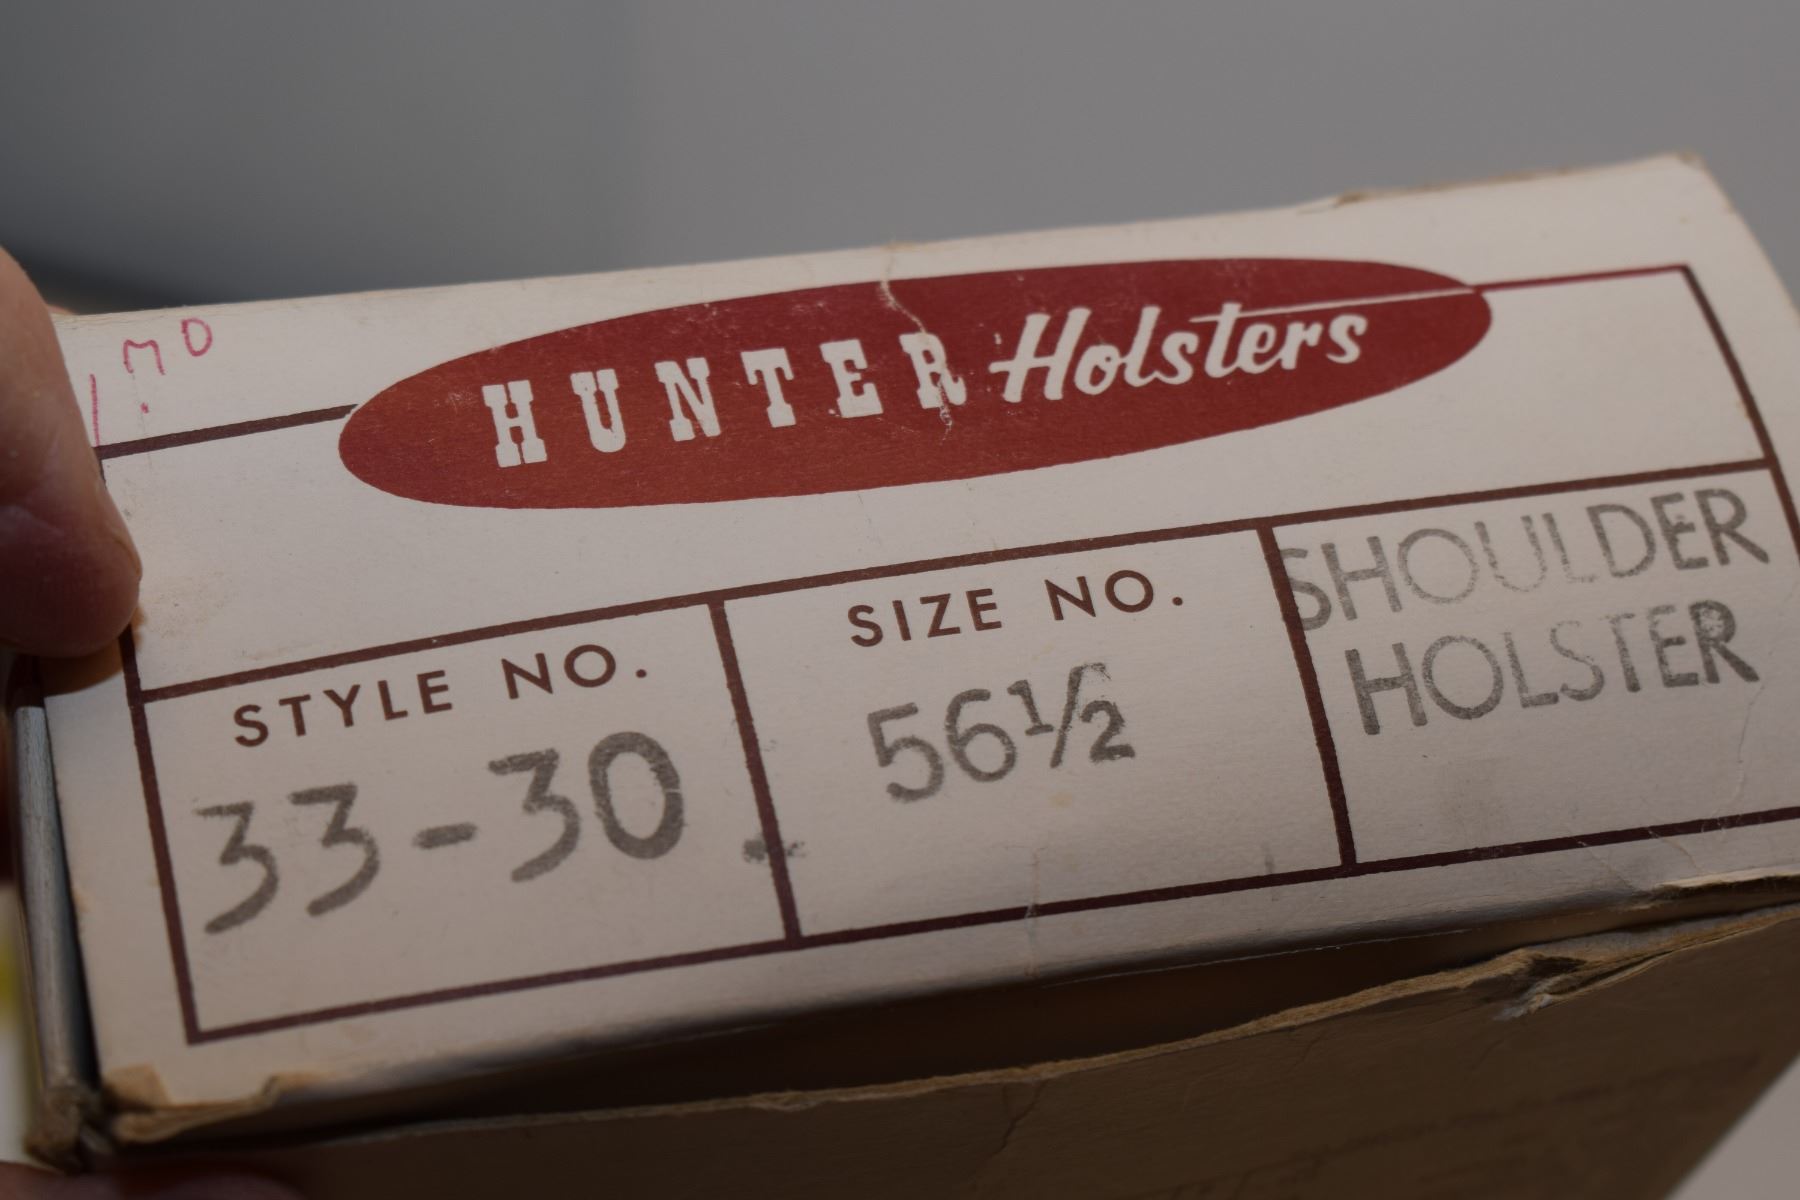 HUNTER Holsters
STYLE NO.
33-30
SIZE NO.
56½
SHOULDER
HOLSTER